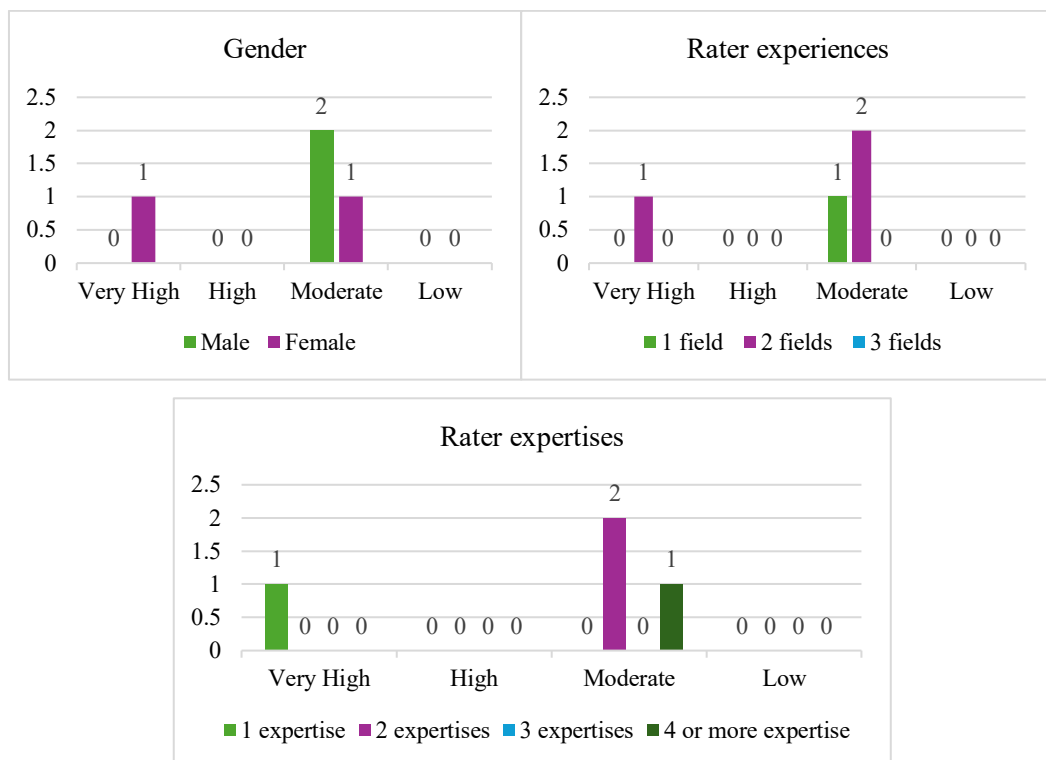 Gender
2.5
2
1.5
1
0.5
0
0 1 0 0 2 1 0 0
Very High High Moderate Low
Male Female
Rater experiences
2.5
2
1.5
1
0.5
0
0 1 0 0 0 0 1 2 0 0 0 0
Very High High Moderate Low
1 field 2 fields 3 fields
Rater expertises
2.5
2
1.5
1
0.5
0
1 0 0 0 0 0 0 0 0 2 0 1 0 0 0 0
Very High High Moderate Low
1 expertise 2 expertises 3 expertises 4 or more expertise